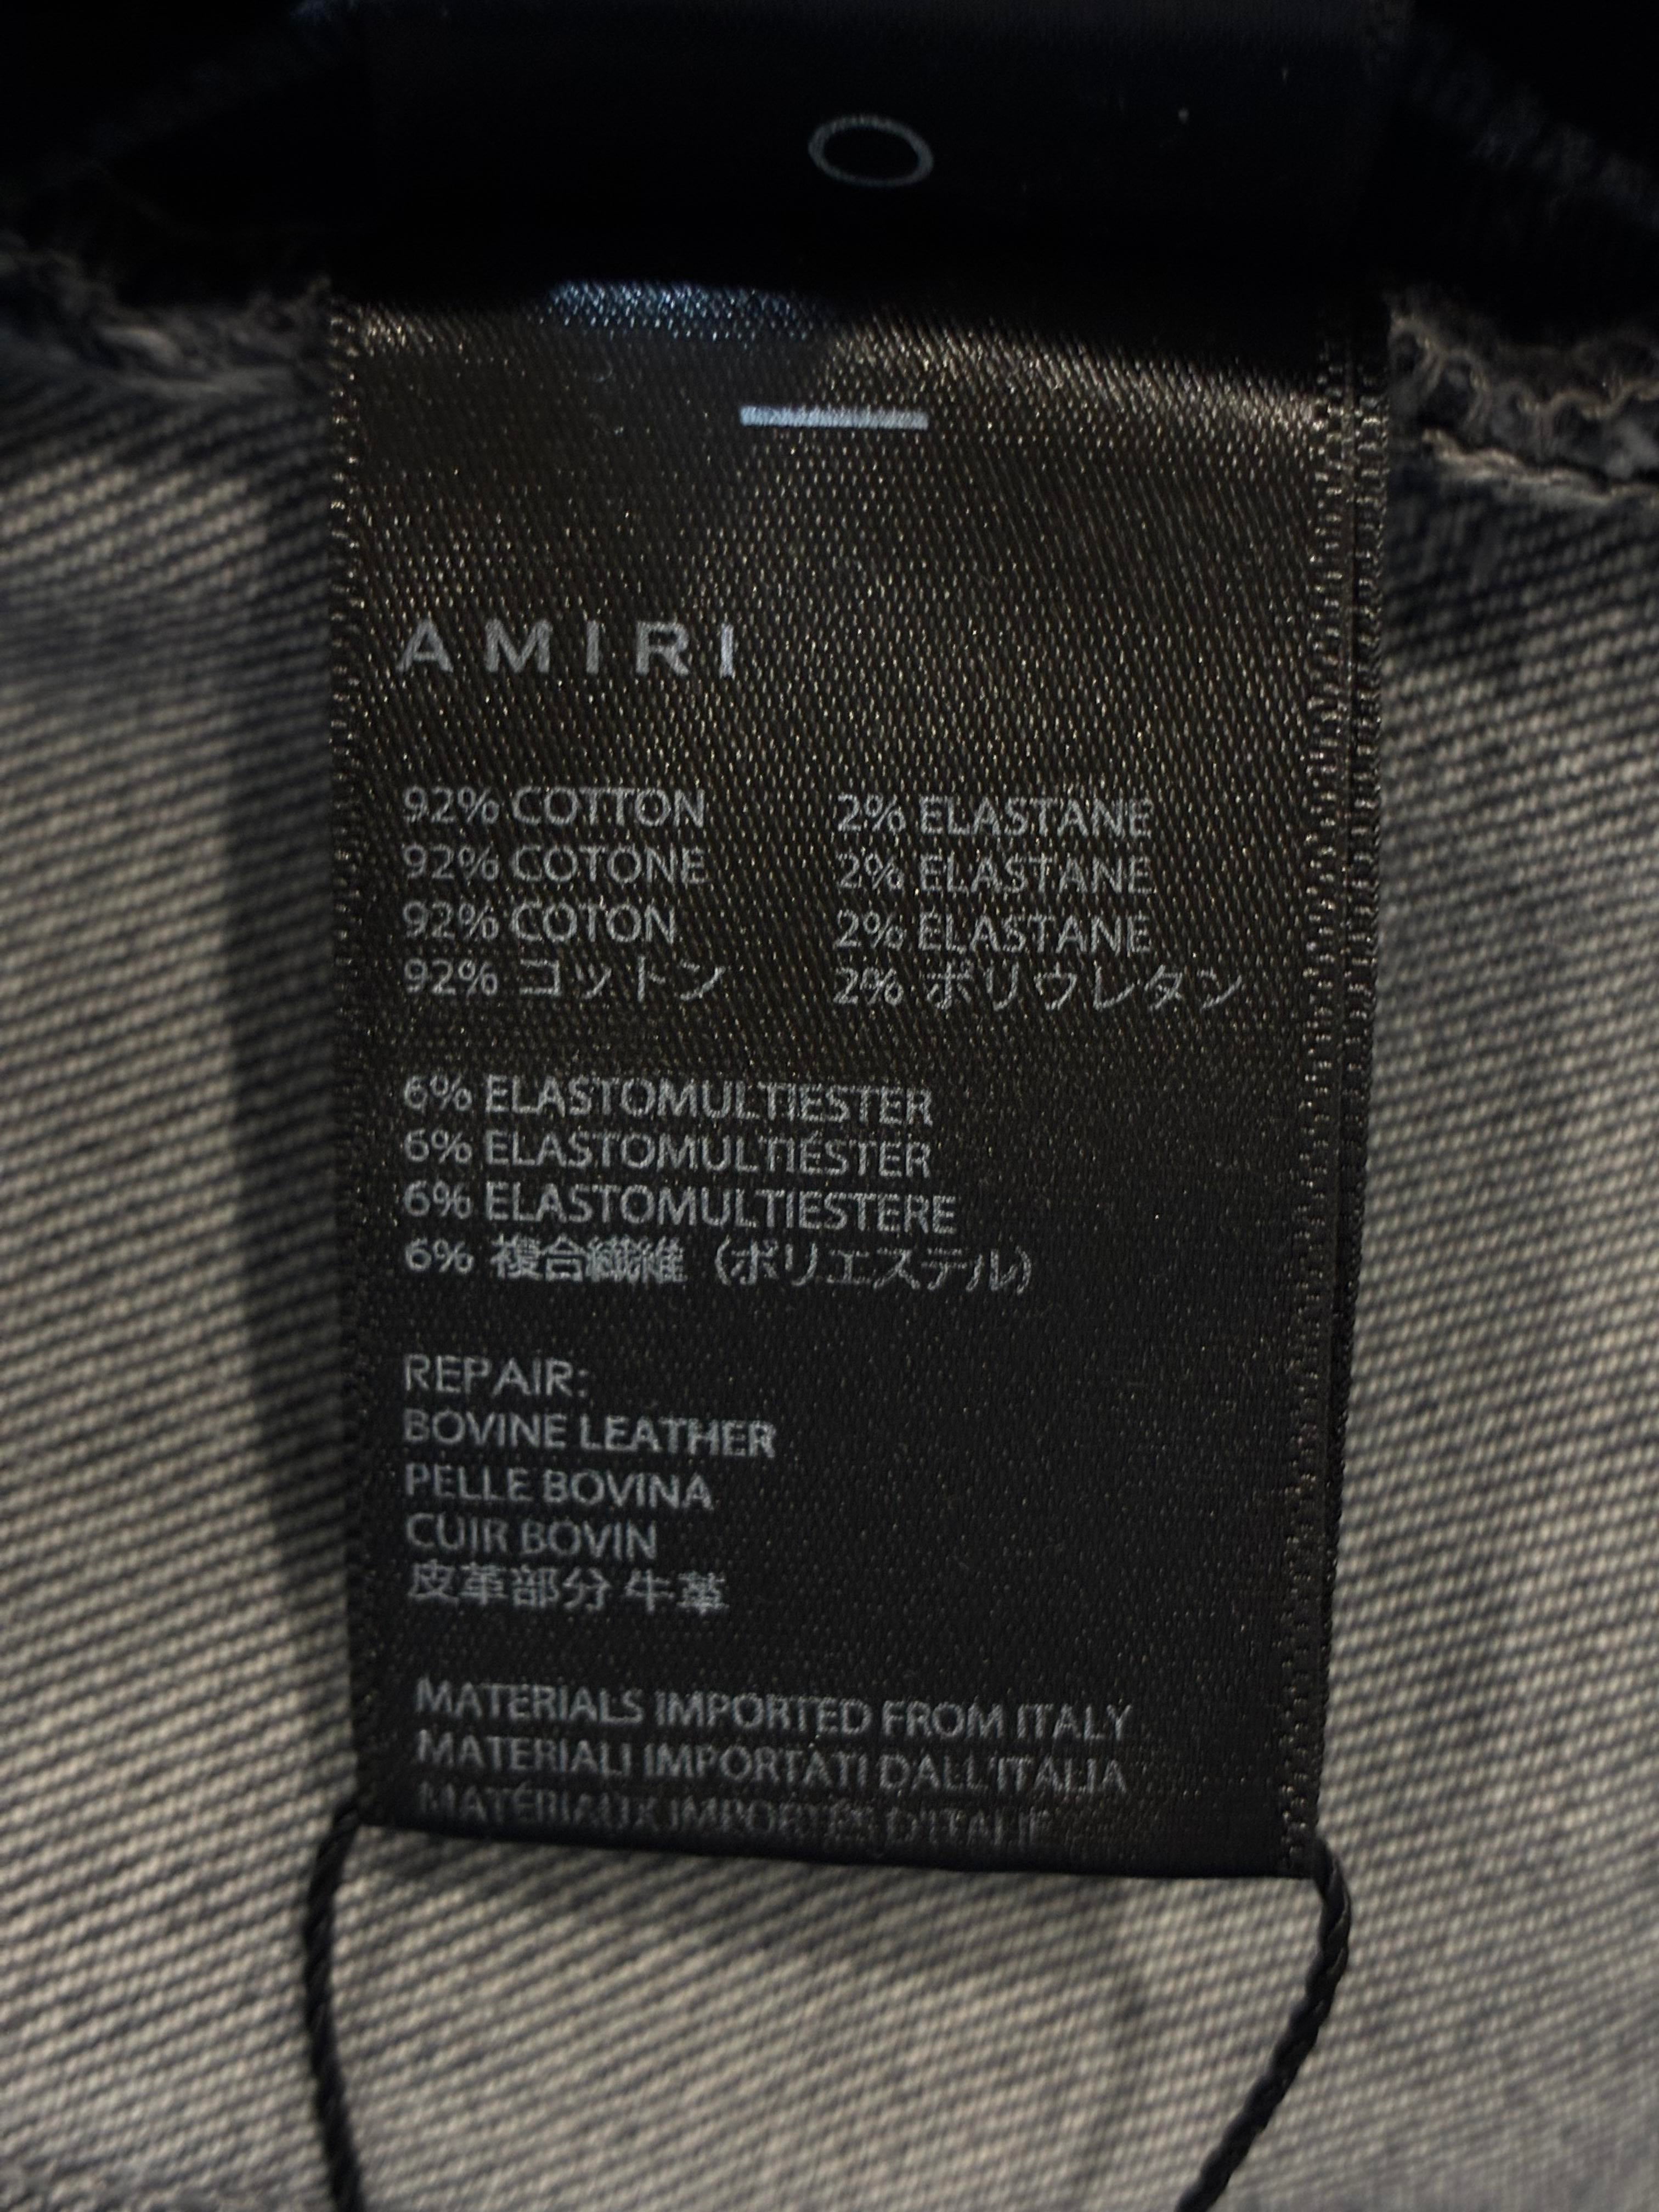 AMIRI
92% COTTON 2% ELASTANE
92% COTONE 2% ELASTANE
92% COTON 2% ELASTANE
92% コットン 2% ポリウレタン
6% ELASTOMULTIESTER
6% ELASTOMULTIÉSTER
6% ELASTOMULTIESTERE
6% 複合繊維 (ポリエステル)
REPAIR:
BOVINE LEATHER
PELLE BOVINA
CUIR BOVIN
皮革部分 牛革
MATERIALS IMPORTED FROM ITALY
MATERIALI IMPORTATI DALL'ITALIA
MATÉRIAUX IMPORTÉS D'ITALIE